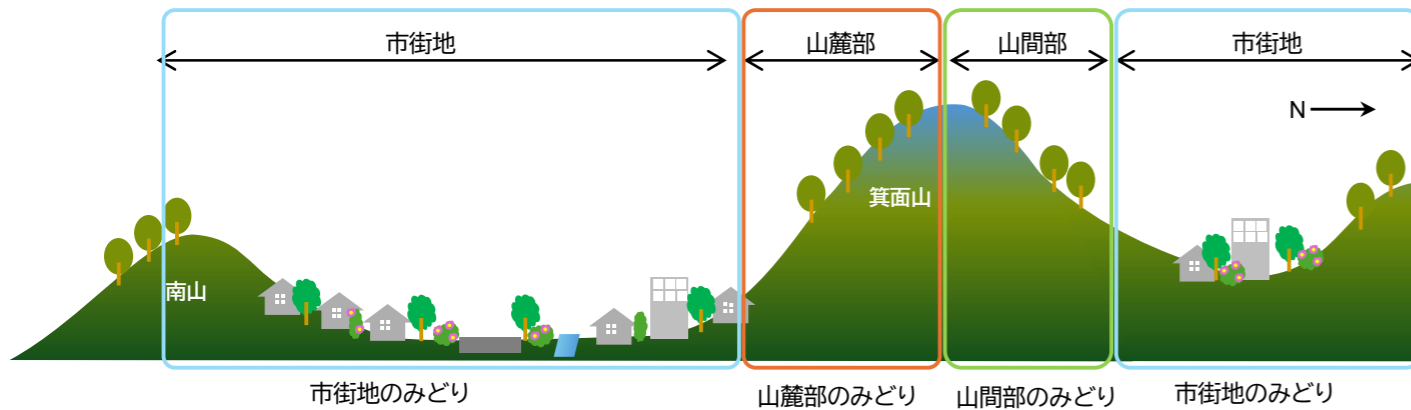 市街地
山麓部
山間部
市街地
N
箕面山
南山
市街地のみどり
山麓部のみどり
山間部のみどり
市街地のみどり